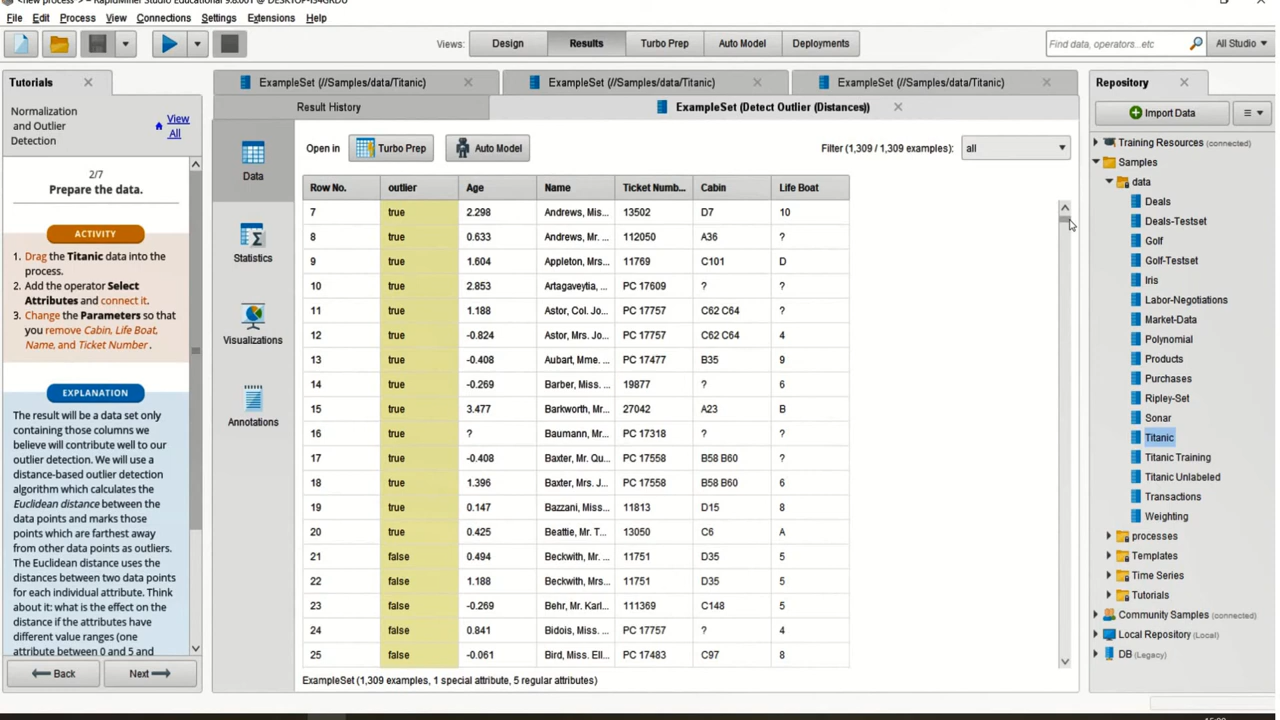 <new process> – RapidMiner Studio Educational 9.8.001 @ DESKTOP-IS4GRDU
File Edit Process View Connections Settings Extensions Help
Views: Design Results Turbo Prep Auto Model Deployments Find data, operators...etc All Studio
Tutorials
Normalization
and Outlier
Detection
View
All
2/7
Prepare the data.
ACTIVITY
1. Drag the Titanic data into the
process.
2. Add the operator Select
Attributes and connect it.
3. Change the Parameters so that
you remove Cabin, Life Boat,
Name, and Ticket Number .
EXPLANATION
The result will be a data set only
containing those columns we
believe will contribute well to our
outlier detection. We will use a
distance-based outlier detection
algorithm which calculates the
Euclidean distance between the
data points and marks those
points which are farthest away
from other data points as outliers.
The Euclidean distance uses the
distances between two data points
for each individual attribute. Think
about it: what is the effect on the
distance if the attributes have
different value ranges (one
attribute between 0 and 5 and
Back Next
ExampleSet (//Samples/data/Titanic) ExampleSet (//Samples/data/Titanic) ExampleSet (//Samples/data/Titanic)
Result History ExampleSet (Detect Outlier (Distances))
Data
Statistics
Visualizations
Annotations
Open in Turbo Prep Auto Model Filter (1,309 / 1,309 examples): all
Row No. outlier Age Name Ticket Numb... Cabin Life Boat
7 true 2.298 Andrews, Mis... 13502 D7 10
8 true 0.633 Andrews, Mr. ... 112050 A36 ?
9 true 1.604 Appleton, Mrs... 11769 C101 D
10 true 2.853 Artagaveytia, ... PC 17609 ? ?
11 true 1.188 Astor, Col. Jo... PC 17757 C62 C64 ?
12 true -0.824 Astor, Mrs. Jo... PC 17757 C62 C64 4
13 true -0.408 Aubart, Mme. ... PC 17477 B35 9
14 true -0.269 Barber, Miss. ... 19877 ? 6
15 true 3.477 Barkworth, Mr... 27042 A23 B
16 true ? Baumann, Mr... PC 17318 ? ?
17 true -0.408 Baxter, Mr. Qu... PC 17558 B58 B60 ?
18 true 1.396 Baxter, Mrs. J... PC 17558 B58 B60 6
19 true 0.147 Bazzani, Miss... 11813 D15 8
20 true 0.425 Beattie, Mr. T... 13050 C6 A
21 false 0.494 Beckwith, Mr. ... 11751 D35 5
22 false 1.188 Beckwith, Mrs... 11751 D35 5
23 false -0.269 Behr, Mr. Karl... 111369 C148 5
24 false 0.841 Bidois, Miss. ... PC 17757 ? 4
25 false -0.061 Bird, Miss. Ell... PC 17483 C97 8
ExampleSet (1,309 examples, 1 special attribute, 5 regular attributes)
Repository
Import Data
Training Resources (connected)
Samples
data
Deals
Deals-Testset
Golf
Golf-Testset
Iris
Labor-Negotiations
Market-Data
Polynomial
Products
Purchases
Ripley-Set
Sonar
Titanic
Titanic Training
Titanic Unlabeled
Transactions
Weighting
processes
Templates
Time Series
Tutorials
Community Samples (connected)
Local Repository (Local)
DB (Legacy)